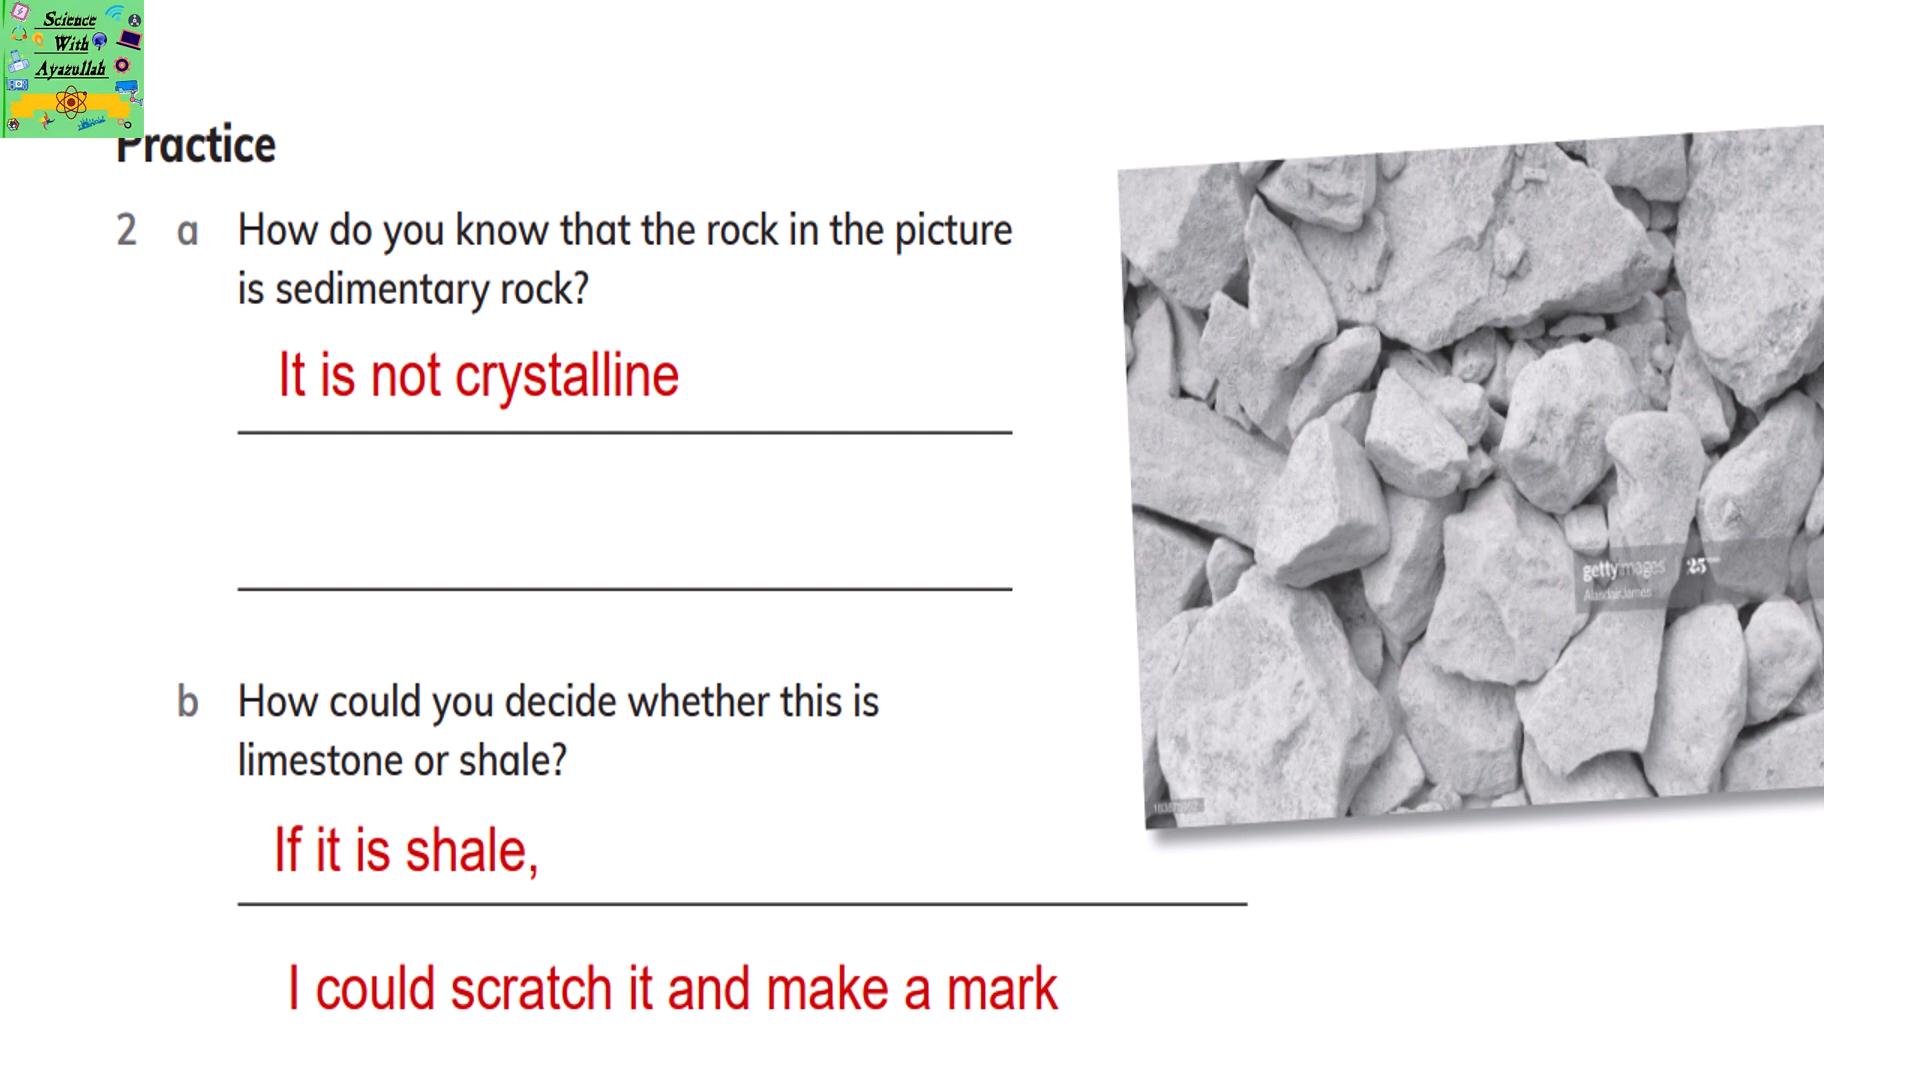 Science
With
Ayazullah
Practice
2 a How do you know that the rock in the picture
is sedimentary rock?
It is not crystalline
b How could you decide whether this is
limestone or shale?
If it is shale,
I could scratch it and make a mark
gettyimages
AlasdairJames